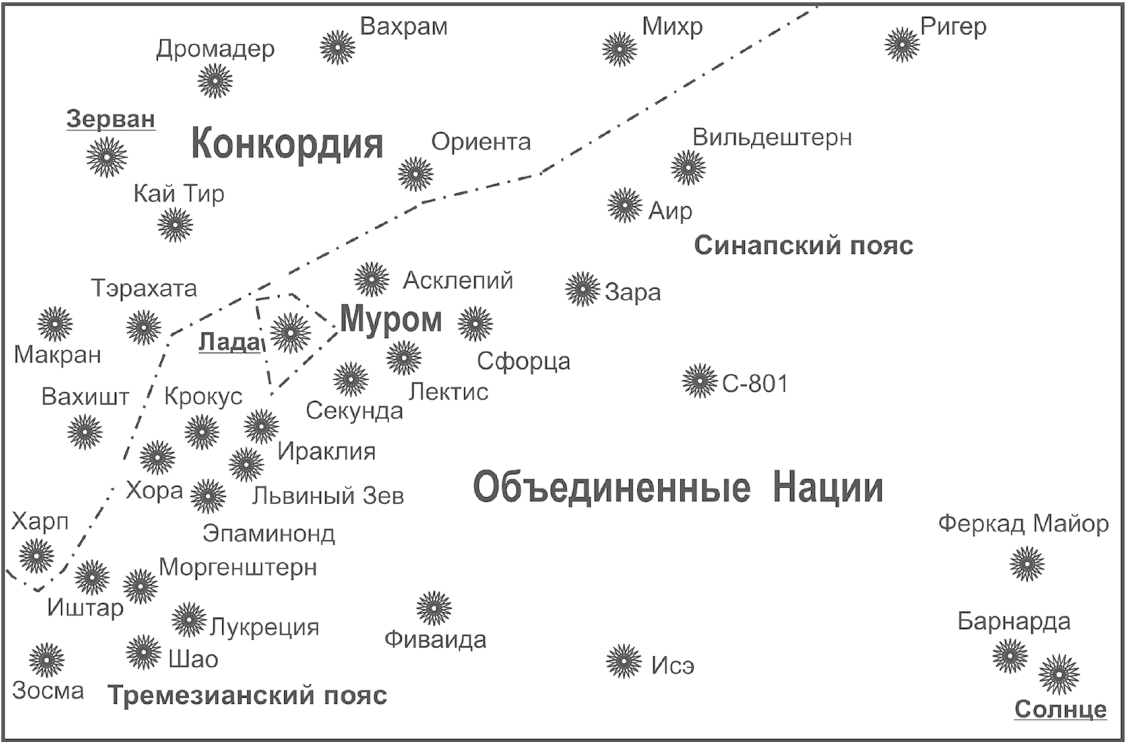 Вахрам
Михр
Ригер
Дромадер
Зерван
Конкордия
Ориента
Вильдештерн
Кай Тир
Аир
Синапский пояс
Тэрахата
Асклепий
Зара
Муром
Лада
Макран
Сфорца
С-801
Вахишт
Крокус
Лектис
Секунда
Ираклия
Хора
Львиный Зев
Объединенные Нации
Харп
Эпаминонд
Феркад Майор
Моргенштерн
Иштар
Лукреция
Фиваида
Барнарда
Шао
Исэ
Зосма
Тремезианский пояс
Солнце